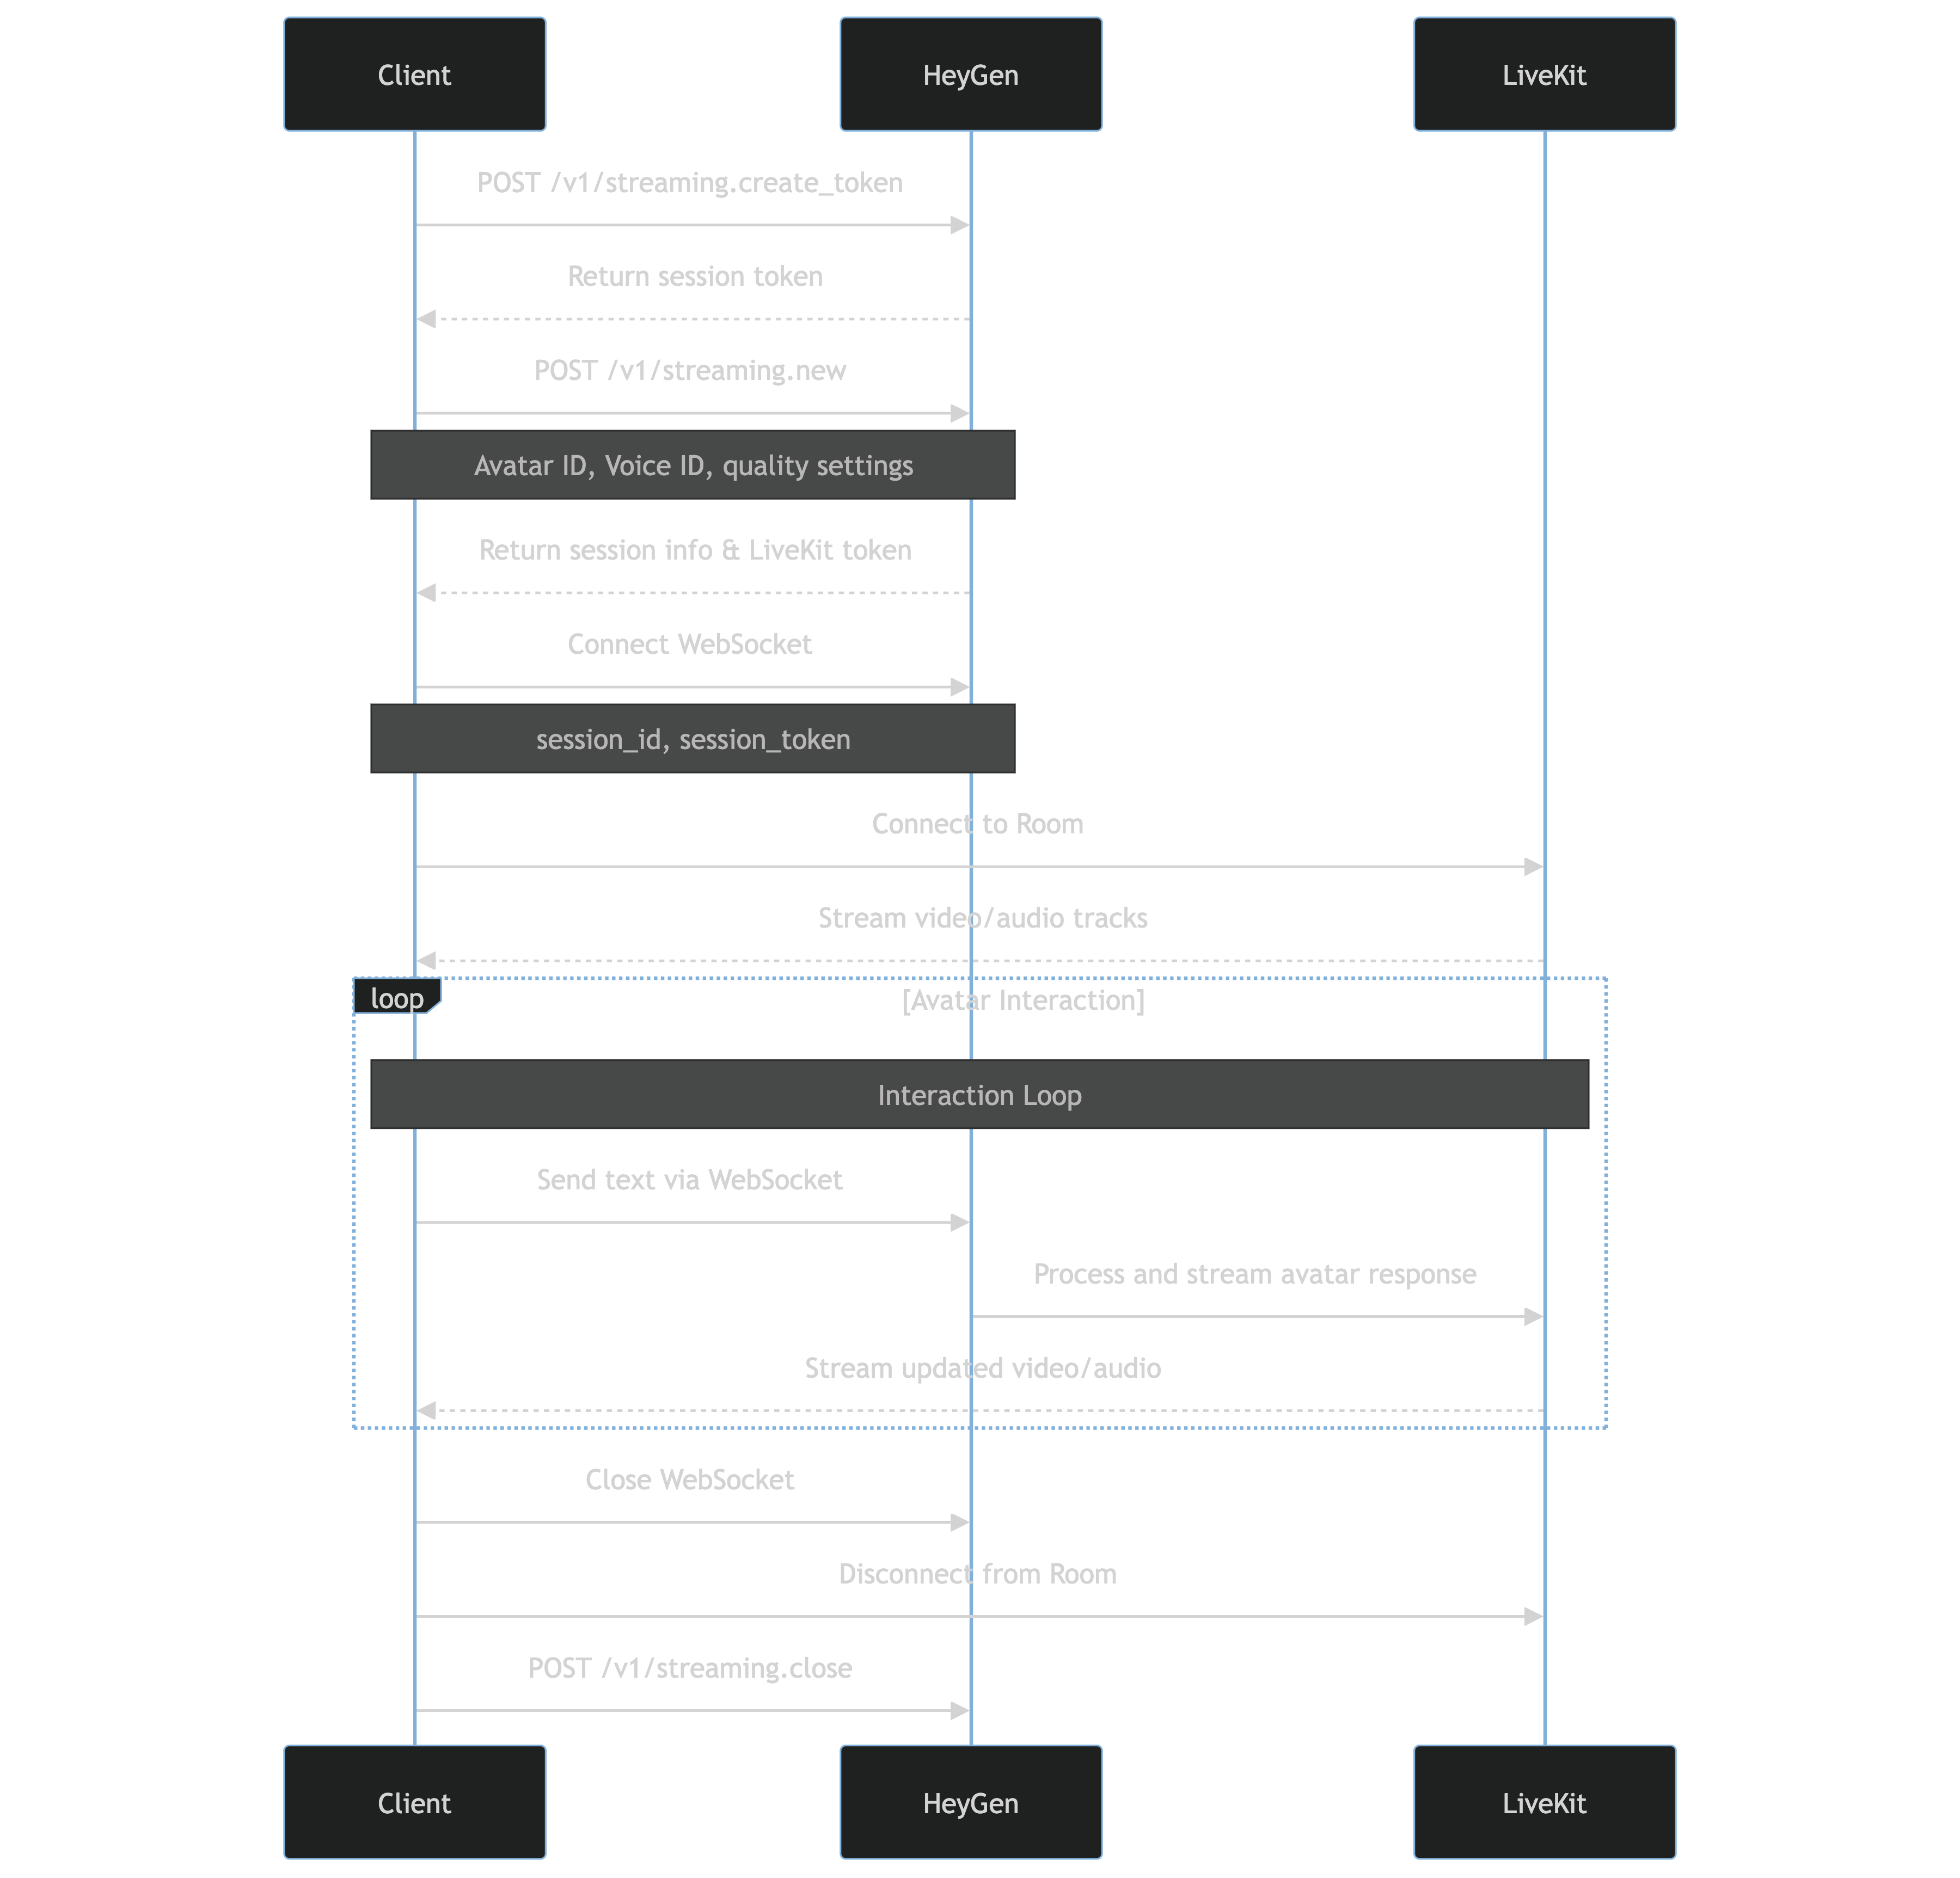 Client
HeyGen
LiveKit
POST /v1/streaming.create_token
Return session token
POST /v1/streaming.new
Avatar ID, Voice ID, quality settings
Return session info & LiveKit token
Connect WebSocket
session_id, session_token
Connect to Room
Stream video/audio tracks
loop
[Avatar Interaction]
Interaction Loop
Send text via WebSocket
Process and stream avatar response
Stream updated video/audio
Close WebSocket
Disconnect from Room
POST /v1/streaming.close
Client
HeyGen
LiveKit